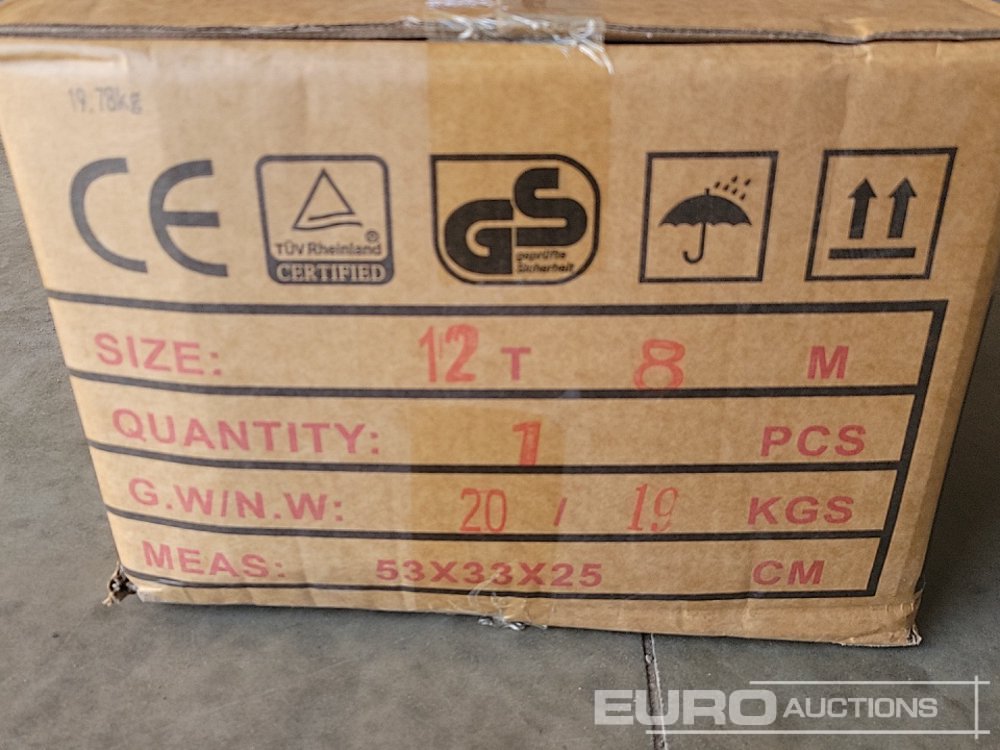 19.78kg
CE
TÜV Rheinland ®
CERTIFIED
GS
geprüfte
Sicherheit
SIZE: 12 T 8 M
QUANTITY: 1 PCS
G.W/N.W: 20 / 19 KGS
MEAS: 53X33X25 CM
EURO AUCTIONS